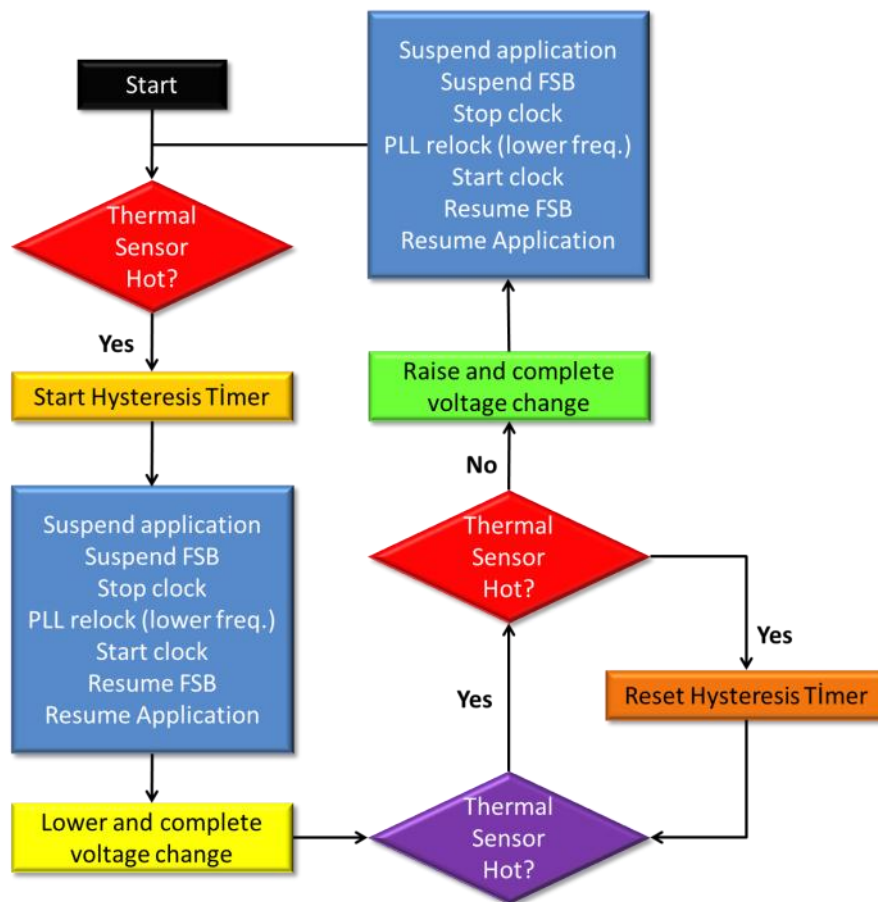 Start
Thermal
Sensor
Hot?
Yes
Start Hysteresis Tİmer
Suspend application
Suspend FSB
Stop clock
PLL relock (lower freq.)
Start clock
Resume FSB
Resume Application
Lower and complete
voltage change
Thermal
Sensor
Hot?
Yes
Thermal
Sensor
Hot?
Yes
Reset Hysteresis Tİmer
No
Raise and complete
voltage change
Suspend application
Suspend FSB
Stop clock
PLL relock (lower freq.)
Start clock
Resume FSB
Resume Application